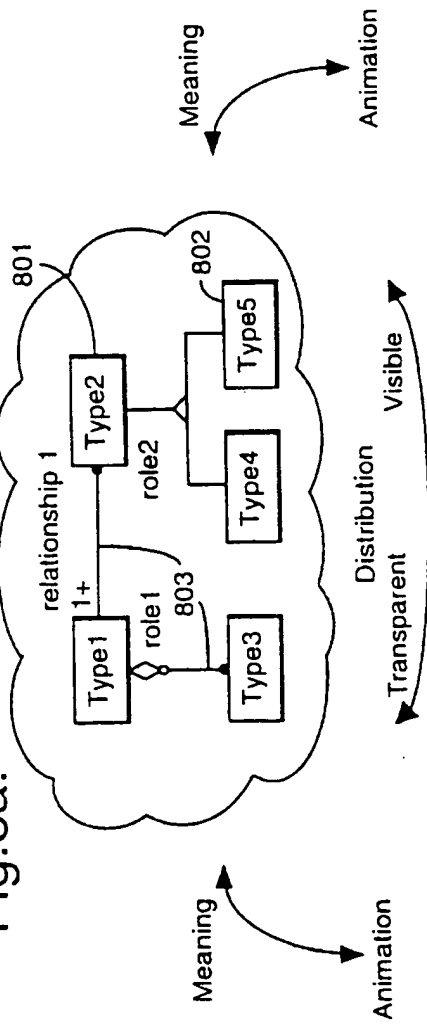 Fig.8a.
801
relationship 1
1+
Type1
Type2
role1
role2
803
802
Type3
Type4
Type5
Meaning
Animation
Meaning
Animation
Distribution
Transparent
Visible